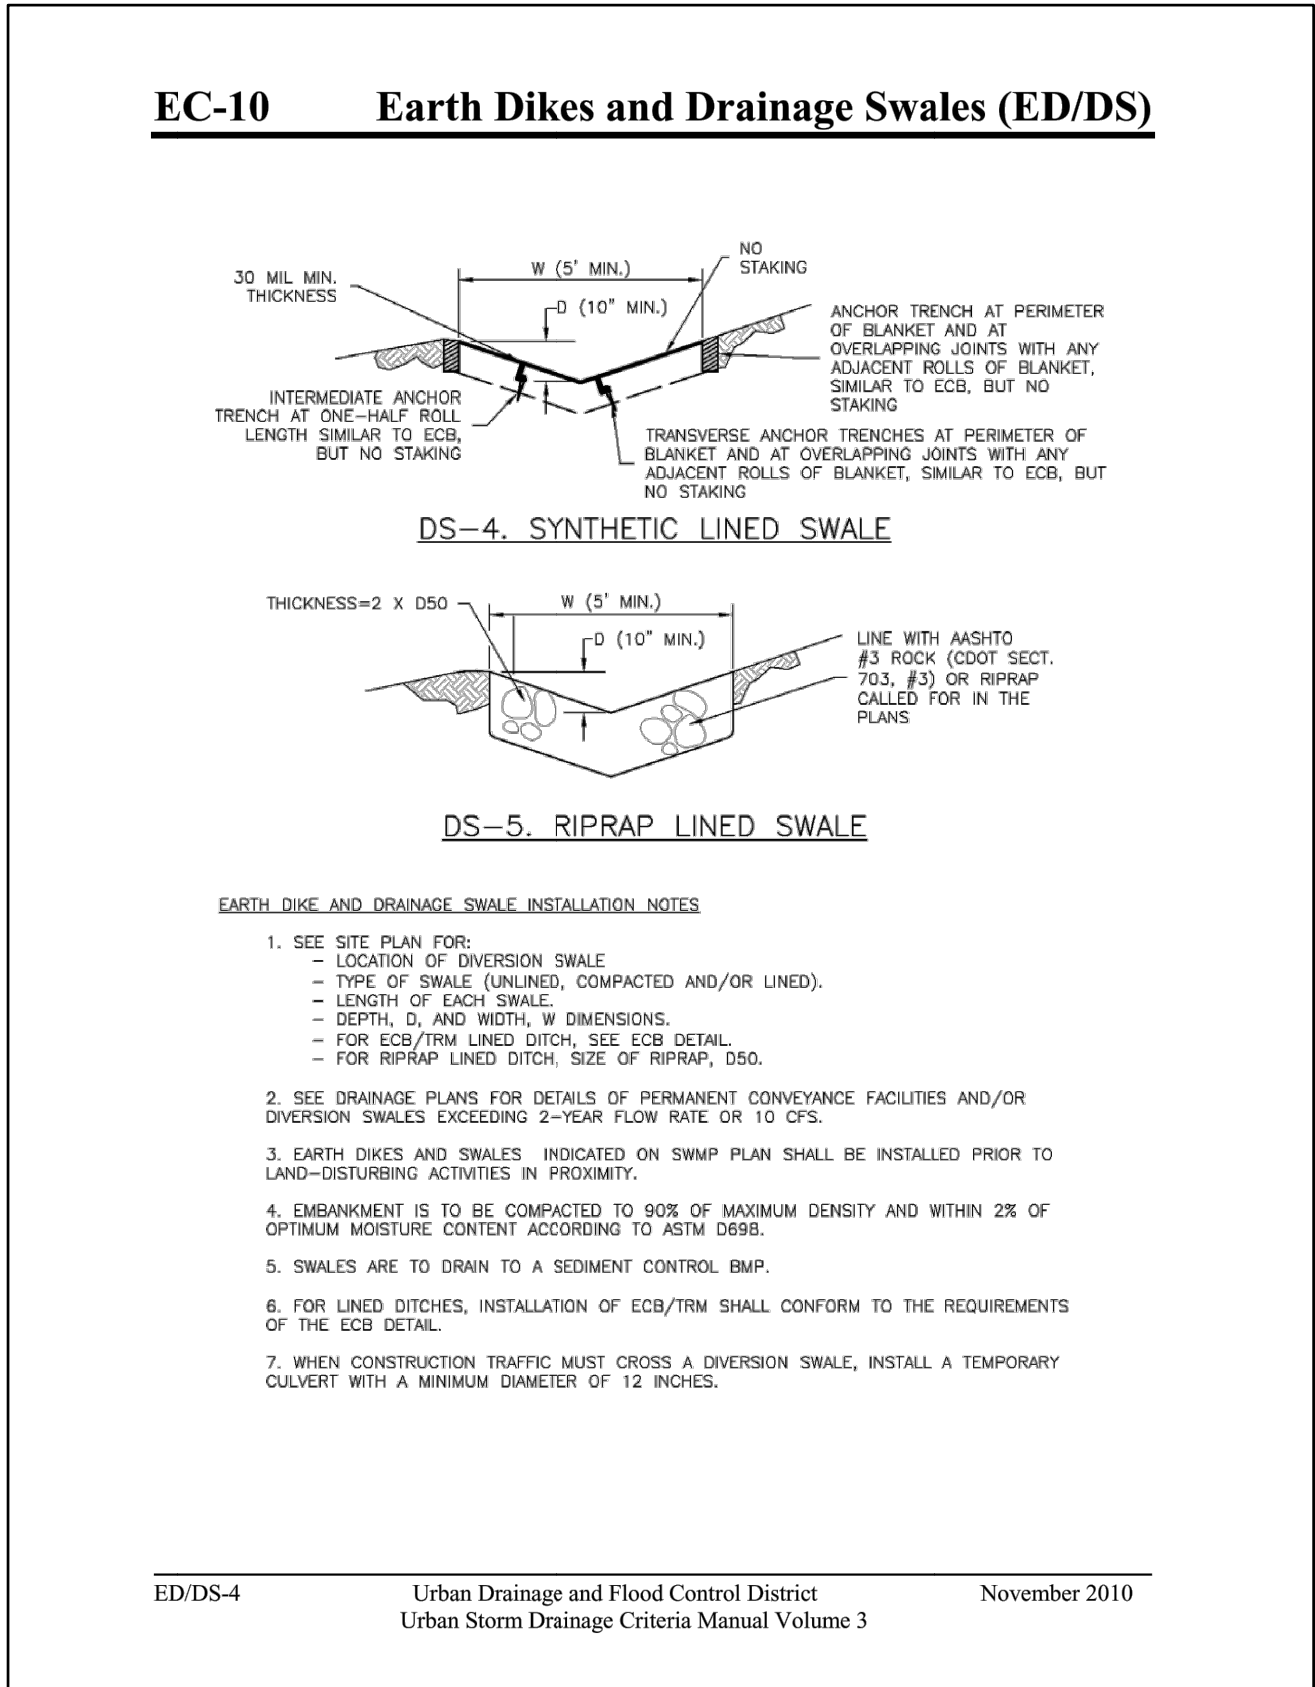 EC-10 Earth Dikes and Drainage Swales (ED/DS)
30 MIL MIN.
THICKNESS
W (5' MIN.)
D (10" MIN.)
NO
STAKING
ANCHOR TRENCH AT PERIMETER
OF BLANKET AND AT
OVERLAPPING JOINTS WITH ANY
ADJACENT ROLLS OF BLANKET,
SIMILAR TO ECB, BUT NO
STAKING
INTERMEDIATE ANCHOR
TRENCH AT ONE-HALF ROLL
LENGTH SIMILAR TO ECB,
BUT NO STAKING
TRANSVERSE ANCHOR TRENCHES AT PERIMETER OF
BLANKET AND AT OVERLAPPING JOINTS WITH ANY
ADJACENT ROLLS OF BLANKET, SIMILAR TO ECB, BUT
NO STAKING
DS-4. SYNTHETIC LINED SWALE
THICKNESS=2 X D50
W (5' MIN.)
D (10" MIN.)
LINE WITH AASHTO
#3 ROCK (CDOT SECT.
703, #3) OR RIPRAP
CALLED FOR IN THE
PLANS
DS-5. RIPRAP LINED SWALE
EARTH DIKE AND DRAINAGE SWALE INSTALLATION NOTES
1. SEE SITE PLAN FOR:
- LOCATION OF DIVERSION SWALE
- TYPE OF SWALE (UNLINED, COMPACTED AND/OR LINED).
- LENGTH OF EACH SWALE.
- DEPTH, D, AND WIDTH, W DIMENSIONS.
- FOR ECB/TRM LINED DITCH, SEE ECB DETAIL.
- FOR RIPRAP LINED DITCH, SIZE OF RIPRAP, D50.
2. SEE DRAINAGE PLANS FOR DETAILS OF PERMANENT CONVEYANCE FACILITIES AND/OR
DIVERSION SWALES EXCEEDING 2-YEAR FLOW RATE OR 10 CFS.
3. EARTH DIKES AND SWALES INDICATED ON SWMP PLAN SHALL BE INSTALLED PRIOR TO
LAND-DISTURBING ACTIVITIES IN PROXIMITY.
4. EMBANKMENT IS TO BE COMPACTED TO 90% OF MAXIMUM DENSITY AND WITHIN 2% OF
OPTIMUM MOISTURE CONTENT ACCORDING TO ASTM D698.
5. SWALES ARE TO DRAIN TO A SEDIMENT CONTROL BMP.
6. FOR LINED DITCHES, INSTALLATION OF ECB/TRM SHALL CONFORM TO THE REQUIREMENTS
OF THE ECB DETAIL.
7. WHEN CONSTRUCTION TRAFFIC MUST CROSS A DIVERSION SWALE, INSTALL A TEMPORARY
CULVERT WITH A MINIMUM DIAMETER OF 12 INCHES.
ED/DS-4 Urban Drainage and Flood Control District November 2010
Urban Storm Drainage Criteria Manual Volume 3